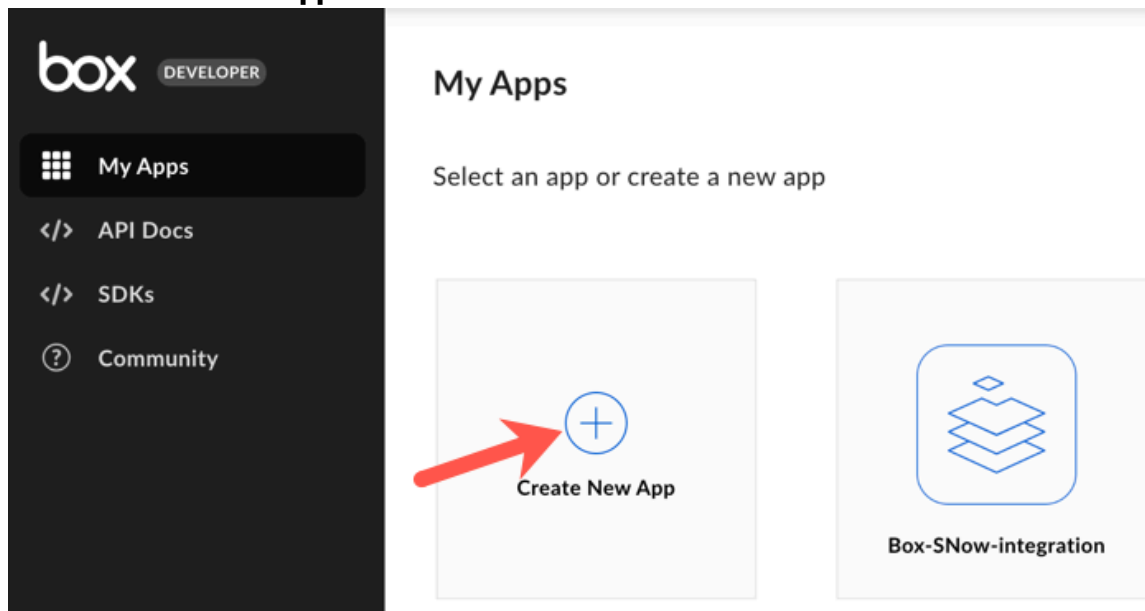 box DEVELOPER
My Apps
API Docs
</> SDKs
Community
My Apps
Select an app or create a new app
Create New App
Box-SNow-integration